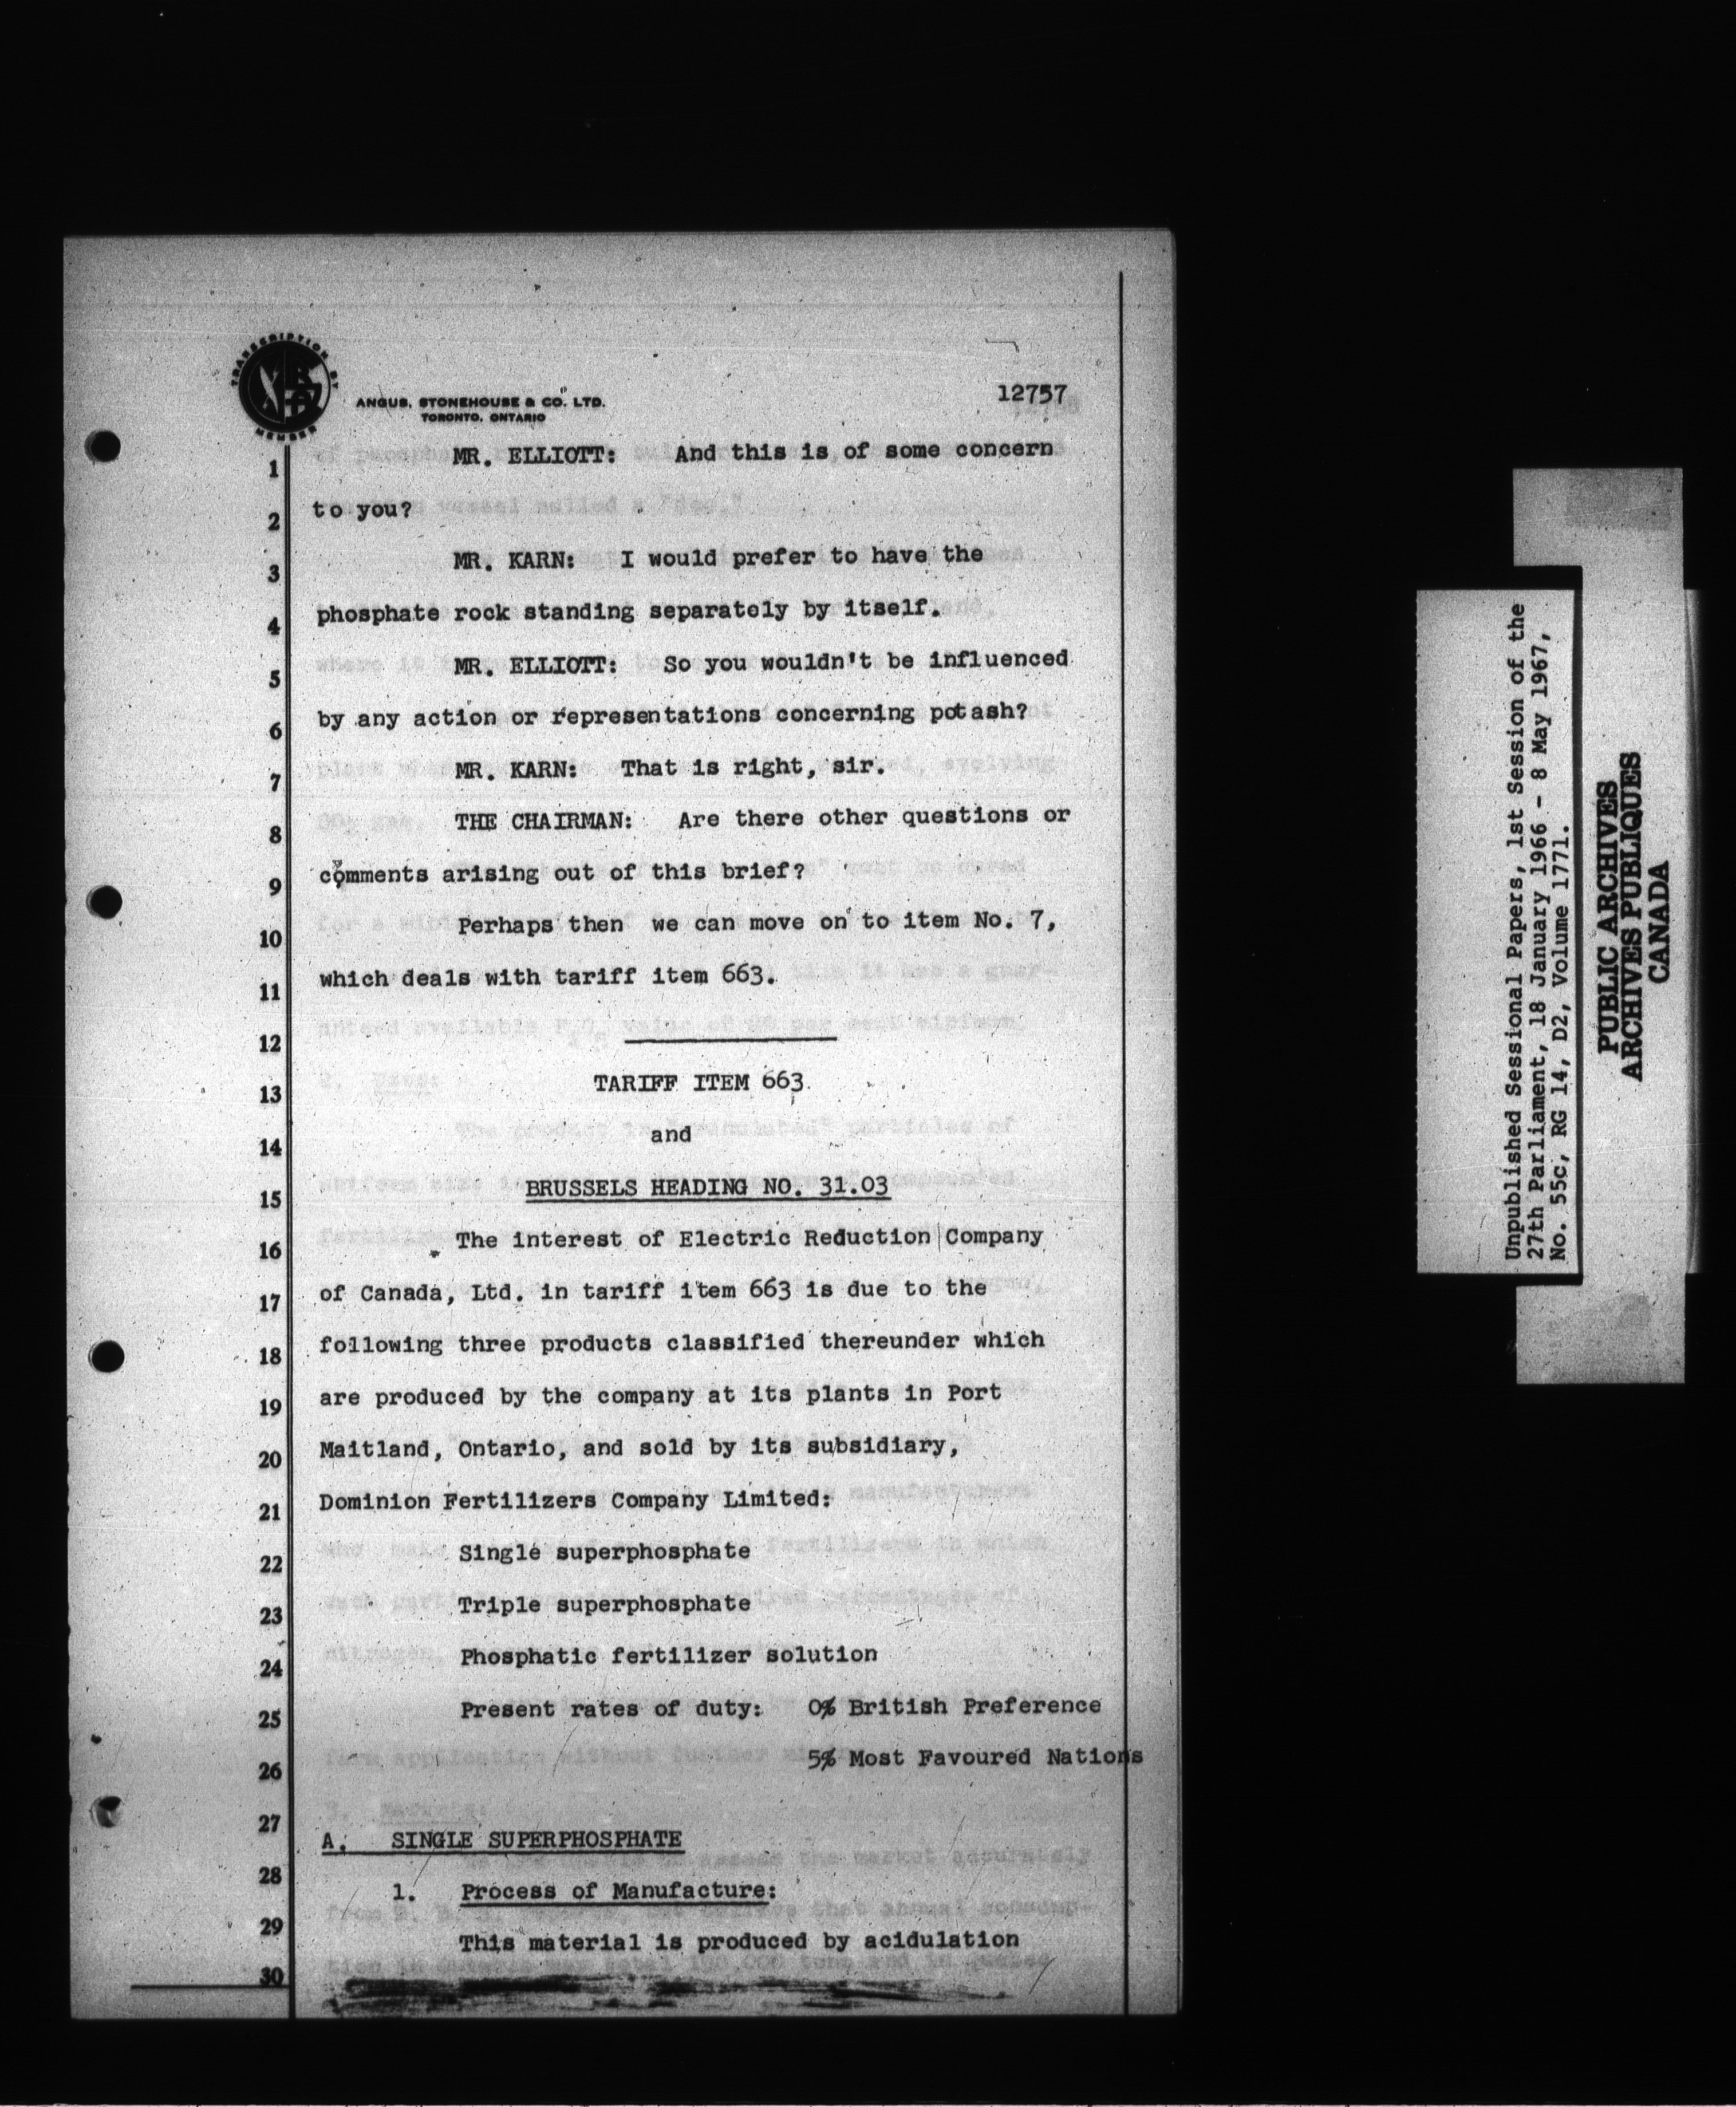 TRANSCRIPTION BY
MEMBER
ANGUS, STONEHOUSE & CO. LTD.
TORONTO, ONTARIO
12757
1 MR. ELLIOTT: And this is of some concern
2 to you?
3 MR. KARN: I would prefer to have the
4 phosphate rock standing separately by itself.
5 MR. ELLIOTT: So you wouldn't be influenced
6 by any action or representations concerning potash?
7 MR. KARN: That is right, sir.
8 THE CHAIRMAN: Are there other questions or
9 comments arising out of this brief?
10 Perhaps then we can move on to item No. 7,
11 which deals with tariff item 663.
12
13 TARIFF ITEM 663
14 and
15 BRUSSELS HEADING NO. 31.03
16 The interest of Electric Reduction Company
17 of Canada, Ltd. in tariff item 663 is due to the
18 following three products classified thereunder which
19 are produced by the company at its plants in Port
20 Maitland, Ontario, and sold by its subsidiary,
21 Dominion Fertilizers Company Limited:
22 Single superphosphate
23 Triple superphosphate
24 Phosphatic fertilizer solution
25 Present rates of duty: 0% British Preference
26 5% Most Favoured Nations
27 A. SINGLE SUPERPHOSPHATE
28 1. Process of Manufacture:
29 This material is produced by acidulation
30
Unpublished Sessional Papers, 1st Session of the
27th Parliament, 18 January 1966 - 8 May 1967,
No. 55c, RG 14, D2, Volume 1771.
PUBLIC ARCHIVES
ARCHIVES PUBLIQUES
CANADA